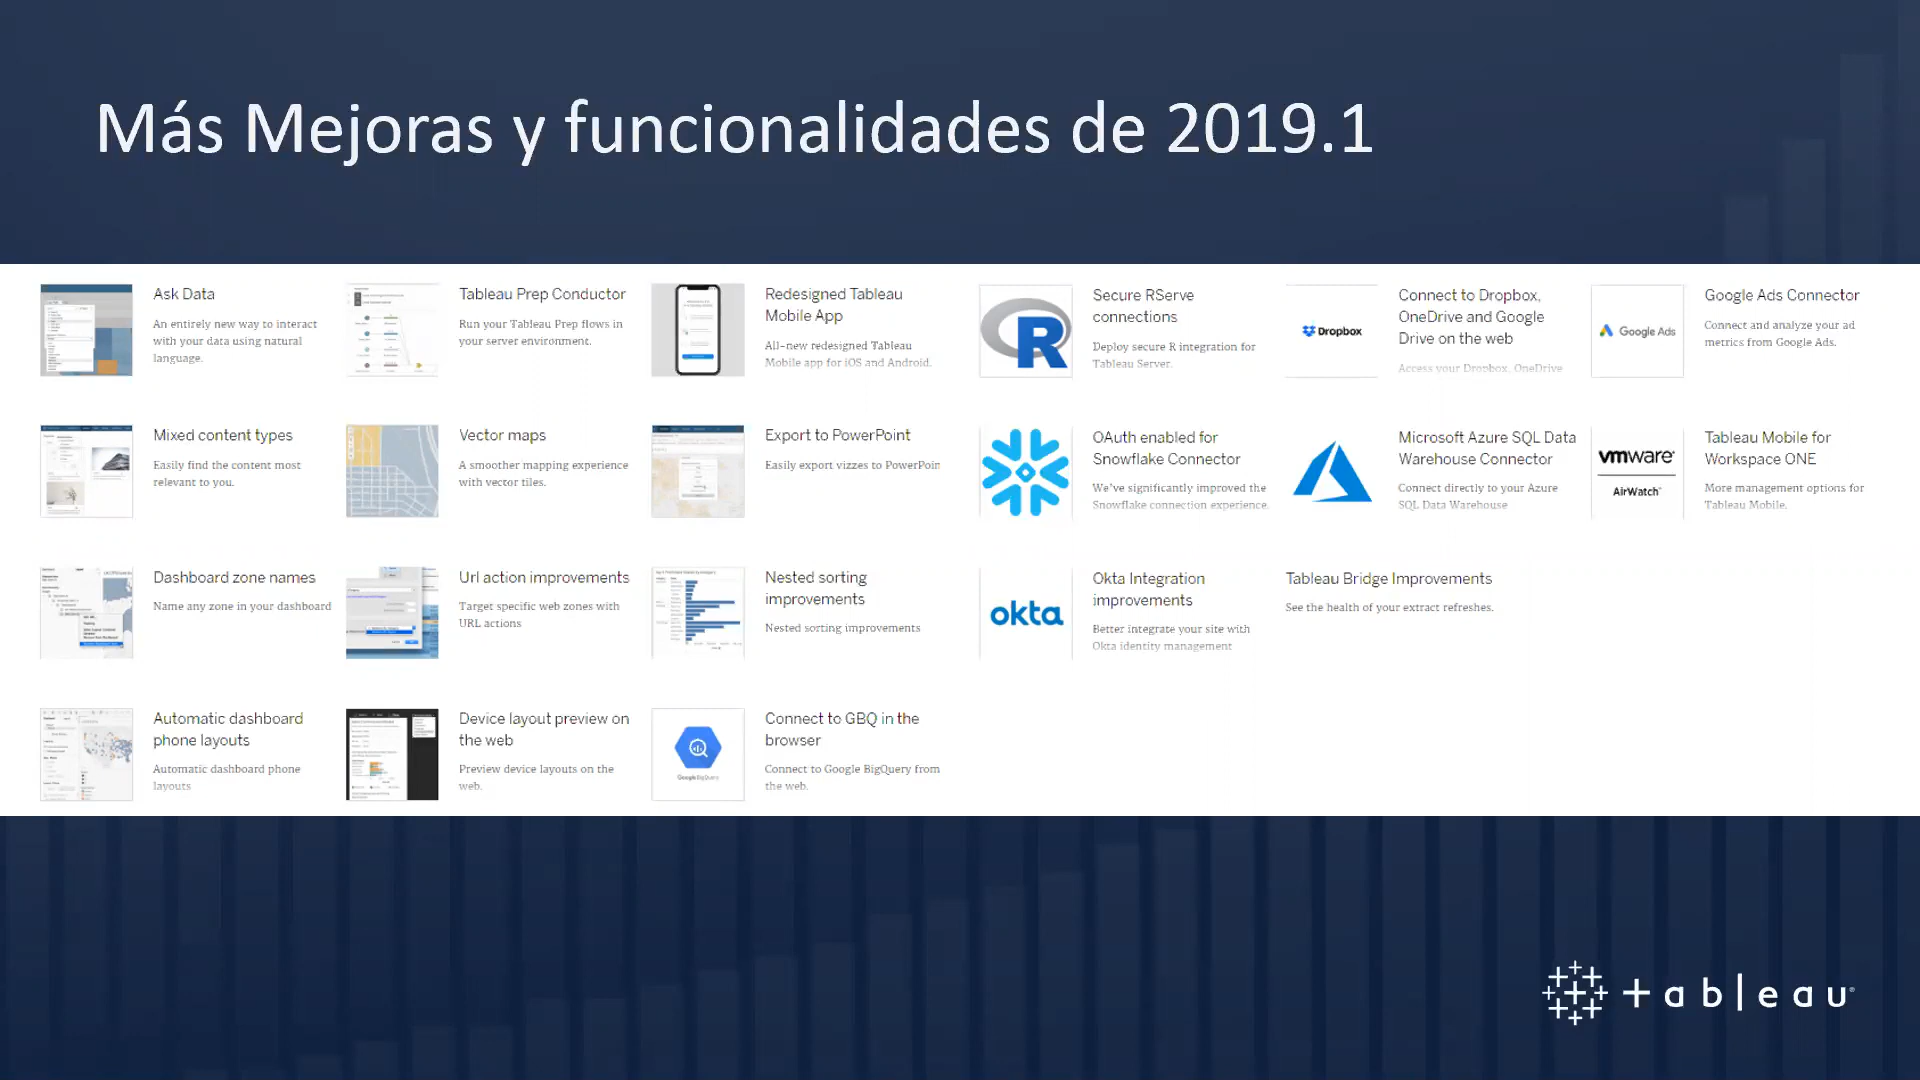 Más Mejoras y funcionalidades de 2019.1
Ask Data
An entirely new way to interact
with your data using natural
language.
Tableau Prep Conductor
Run your Tableau Prep flows in
your server environment.
Redesigned Tableau
Mobile App
All-new redesigned Tableau
Mobile app for iOS and Android.
Secure RServe
connections
Deploy secure R integration for
Tableau Server.
Dropbox
Connect to Dropbox,
OneDrive and Google
Drive on the web
Access your Dropbox, OneDrive
Google Ads
Google Ads Connector
Connect and analyze your ad
metrics from Google Ads.
Mixed content types
Easily find the content most
relevant to you.
Vector maps
A smoother mapping experience
with vector tiles.
Export to PowerPoint
Easily export vizzes to PowerPoin
OAuth enabled for
Snowflake Connector
We've significantly improved the
Snowflake connection experience.
Microsoft Azure SQL Data
Warehouse Connector
Connect directly to your Azure
SQL Data Warehouse
vmware
AirWatch
Tableau Mobile for
Workspace ONE
More management options for
Tableau Mobile.
Dashboard zone names
Name any zone in your dashboard
Url action improvements
Target specific web zones with
URL actions
Nested sorting
improvements
Nested sorting improvements
okta
Okta Integration
improvements
Better integrate your site with
Okta identity management
Tableau Bridge Improvements
See the health of your extract refreshes.
Automatic dashboard
phone layouts
Automatic dashboard phone
layouts
Device layout preview on
the web
Preview device layouts on the
web.
Google BigQuery
Connect to GBQ in the
browser
Connect to Google BigQuery from
the web.
+ableau®